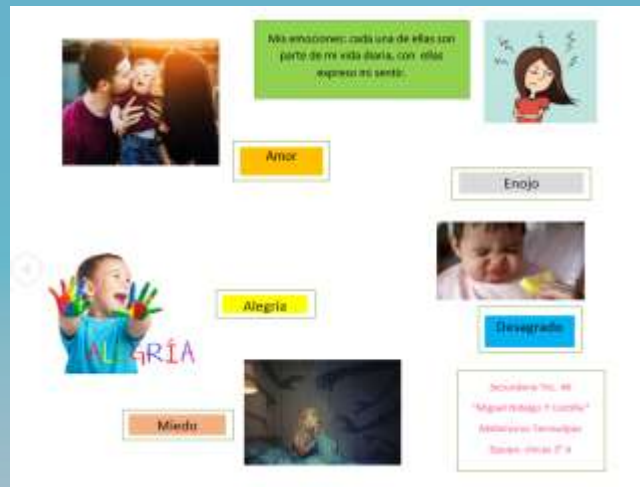 Mis emociones: cada una de ellas son
parte de mi vida diaria, con ellas
expreso mi sentir.
Amor
Enojo
Alegría
ALEGRÍA
Desagrado
Miedo
Secundaria No.
"Miguel Hidalgo Y Costilla"
Matamoros Tamaulipas
Equipo